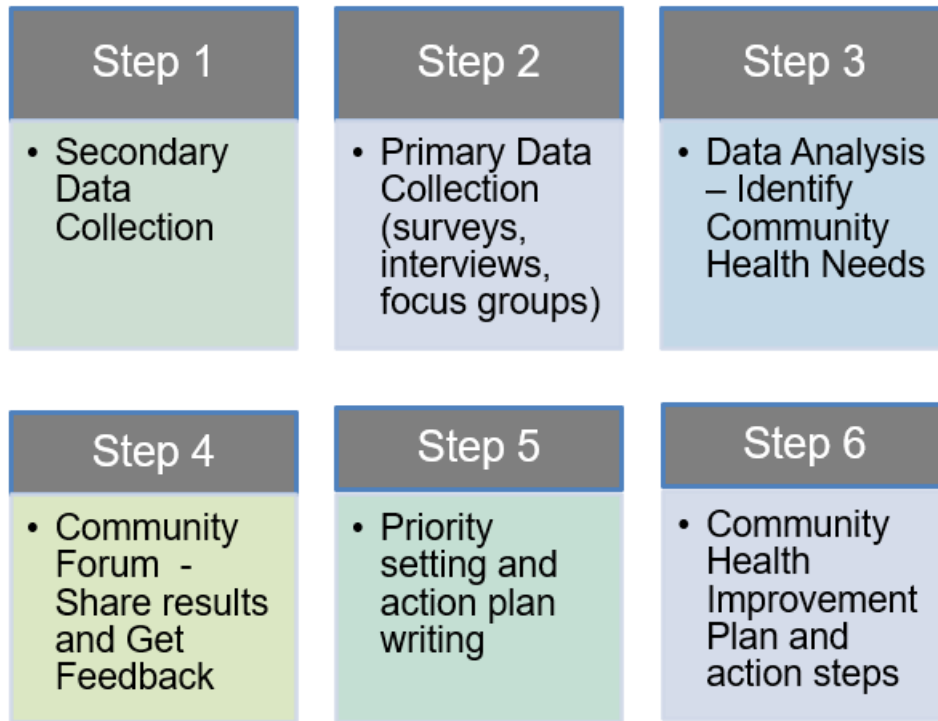 Step 1
• Secondary
Data
Collection
Step 2
• Primary Data
Collection
(surveys,
interviews,
focus groups)
Step 3
• Data Analysis
– Identify
Community
Health Needs
Step 4
• Community
Forum -
Share results
and Get
Feedback
Step 5
• Priority
setting and
action plan
writing
Step 6
• Community
Health
Improvement
Plan and
action steps